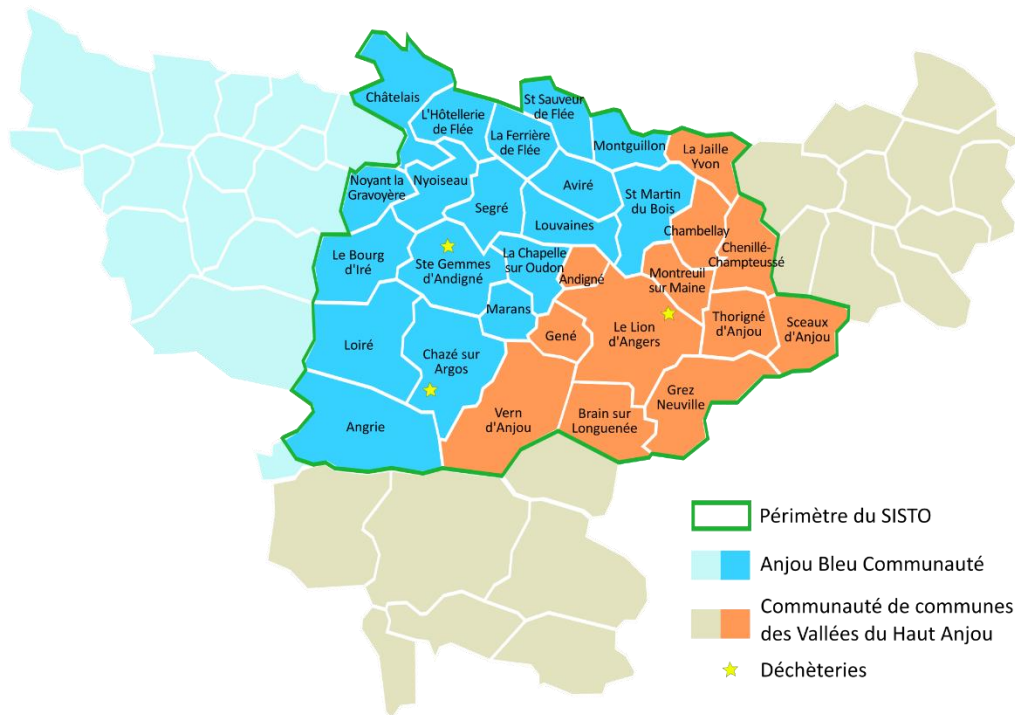 Châtelais
L'Hôtellerie
de Flée
St Sauveur
de Flée
La Ferrière
de Flée
Montguillon
La Jaille
Yvon
Noyant la
Gravoyère
Nyoiseau
Segré
Aviré
St Martin
du Bois
Louvaines
Chambellay
Chenillé-
Champteussé
Le Bourg
d'Iré
Ste Gemmes
d'Andigné
La Chapelle
sur Oudon
Andigné
Montreuil
sur Maine
Marans
Gené
Le Lion
d'Angers
Thorigné
d'Anjou
Sceaux
d'Anjou
Loiré
Chazé sur
Argos
Grez
Neuville
Angrie
Vern
d'Anjou
Brain sur
Longuenée
Périmètre du SISTO
Anjou Bleu Communauté
Communauté de communes
des Vallées du Haut Anjou
Déchèteries